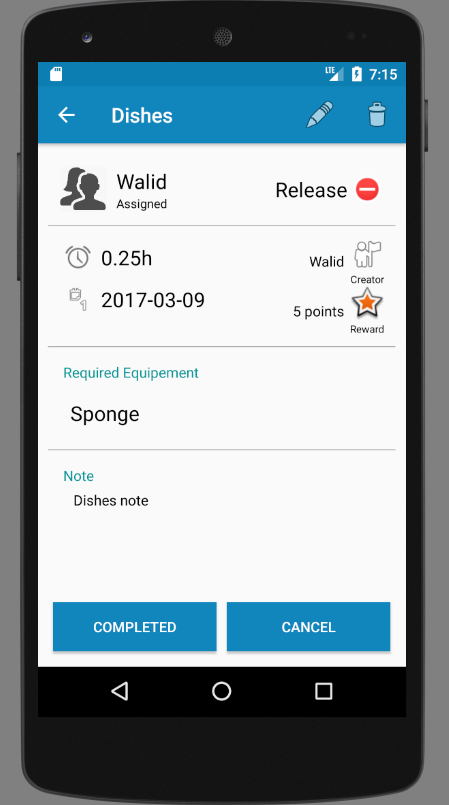 LTE 7:15
Dishes
Walid
Assigned
Release
0.25h
Walid
Creator
1
2017-03-09
5 points
Reward
Required Equipement
Sponge
Note
Dishes note
COMPLETED
CANCEL